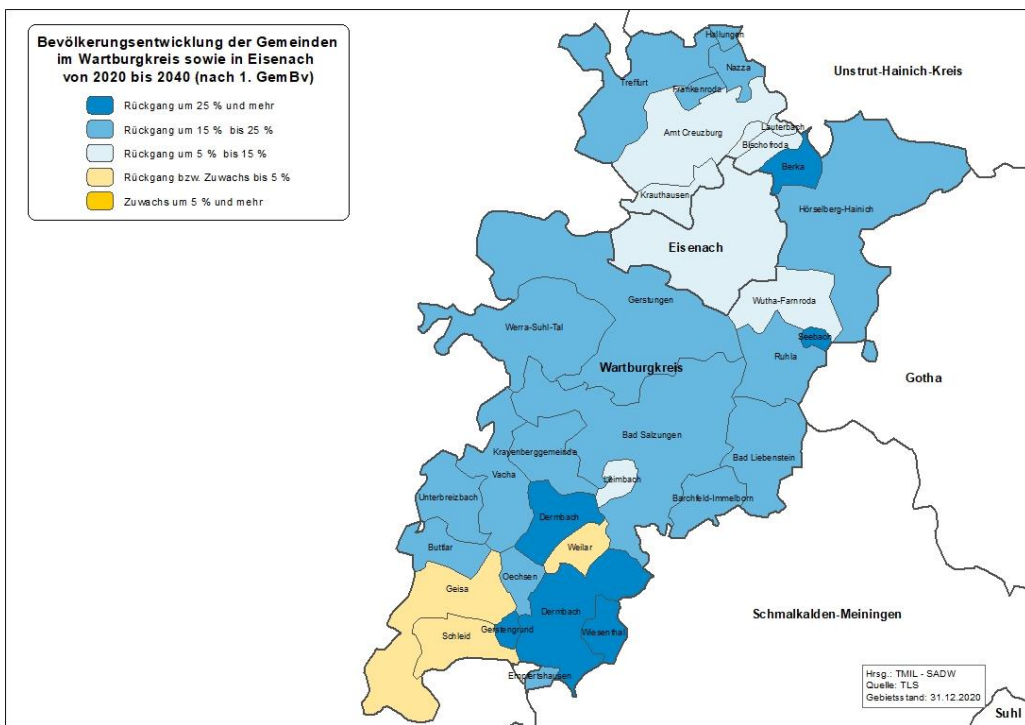 Bevölkerungsentwicklung der Gemeinden
im Wartburgkreis sowie in Eisenach
von 2020 bis 2040 (nach 1. GemBv)
Rückgang um 25 % und mehr
Rückgang um 15 % bis 25 %
Rückgang um 5 % bis 15 %
Rückgang bzw. Zuwachs bis 5 %
Zuwachs um 5 % und mehr
Hallungen
Nazza
Unstrut-Hainich-Kreis
Treffurt
Frankenroda
Lauterbach
Amt Creuzburg
Bischofroda
Berka
Krauthausen
Hörselberg-Hainich
Eisenach
Gerstungen
Wutha-Farnroda
Werra-Suhl-Tal
Seebach
Ruhla
Wartburgkreis
Gotha
Bad Salzungen
Krayenberggemeinde
Bad Liebenstein
Vacha
Leimbach
Unterbreizbach
Barchfeld-Immelborn
Dermbach
Buttlar
Weilar
Oechsen
Geisa
Dermbach
Schmalkalden-Meiningen
Gerstengrund
Wiesenthal
Schleid
Empfertshausen
Hrsg.: TMIL - SADW
Quelle: TLS
Gebietsstand: 31.12.2020
Suhl